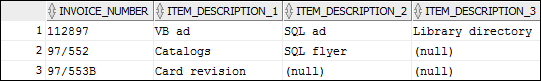 INVOICE_NUMBER ITEM_DESCRIPTION_1 ITEM_DESCRIPTION_2 ITEM_DESCRIPTION_3
1 112897 VB ad SQL ad Library directory
2 97/552 Catalogs SQL flyer (null)
3 97/553B Card revision (null) (null)